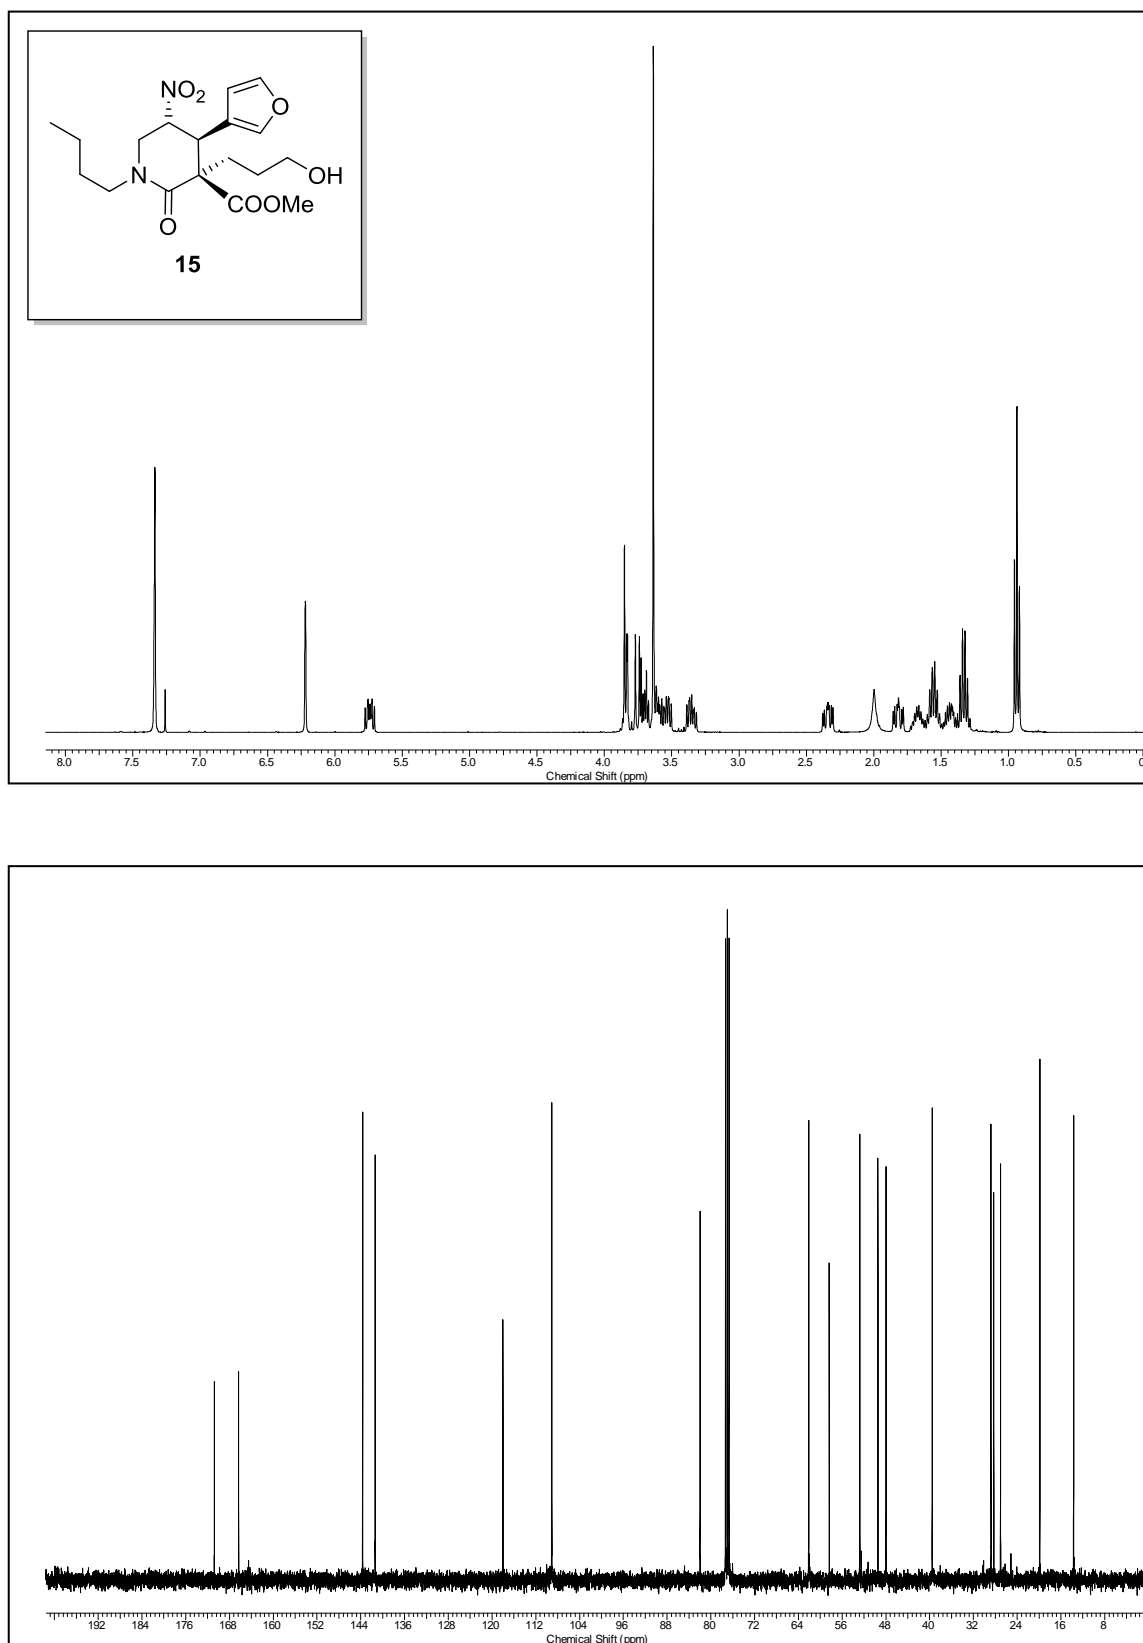 NO2
O
N
OH
O
COOMe
15
8.0 7.5 7.0 6.5 6.0 5.5 5.0 4.5 4.0 3.5 3.0 2.5 2.0 1.5 1.0 0.5 0
Chemical Shift (ppm)
192 184 176 168 160 152 144 136 128 120 112 104 96 88 80 72 64 56 48 40 32 24 16 8
Chemical Shift (ppm)